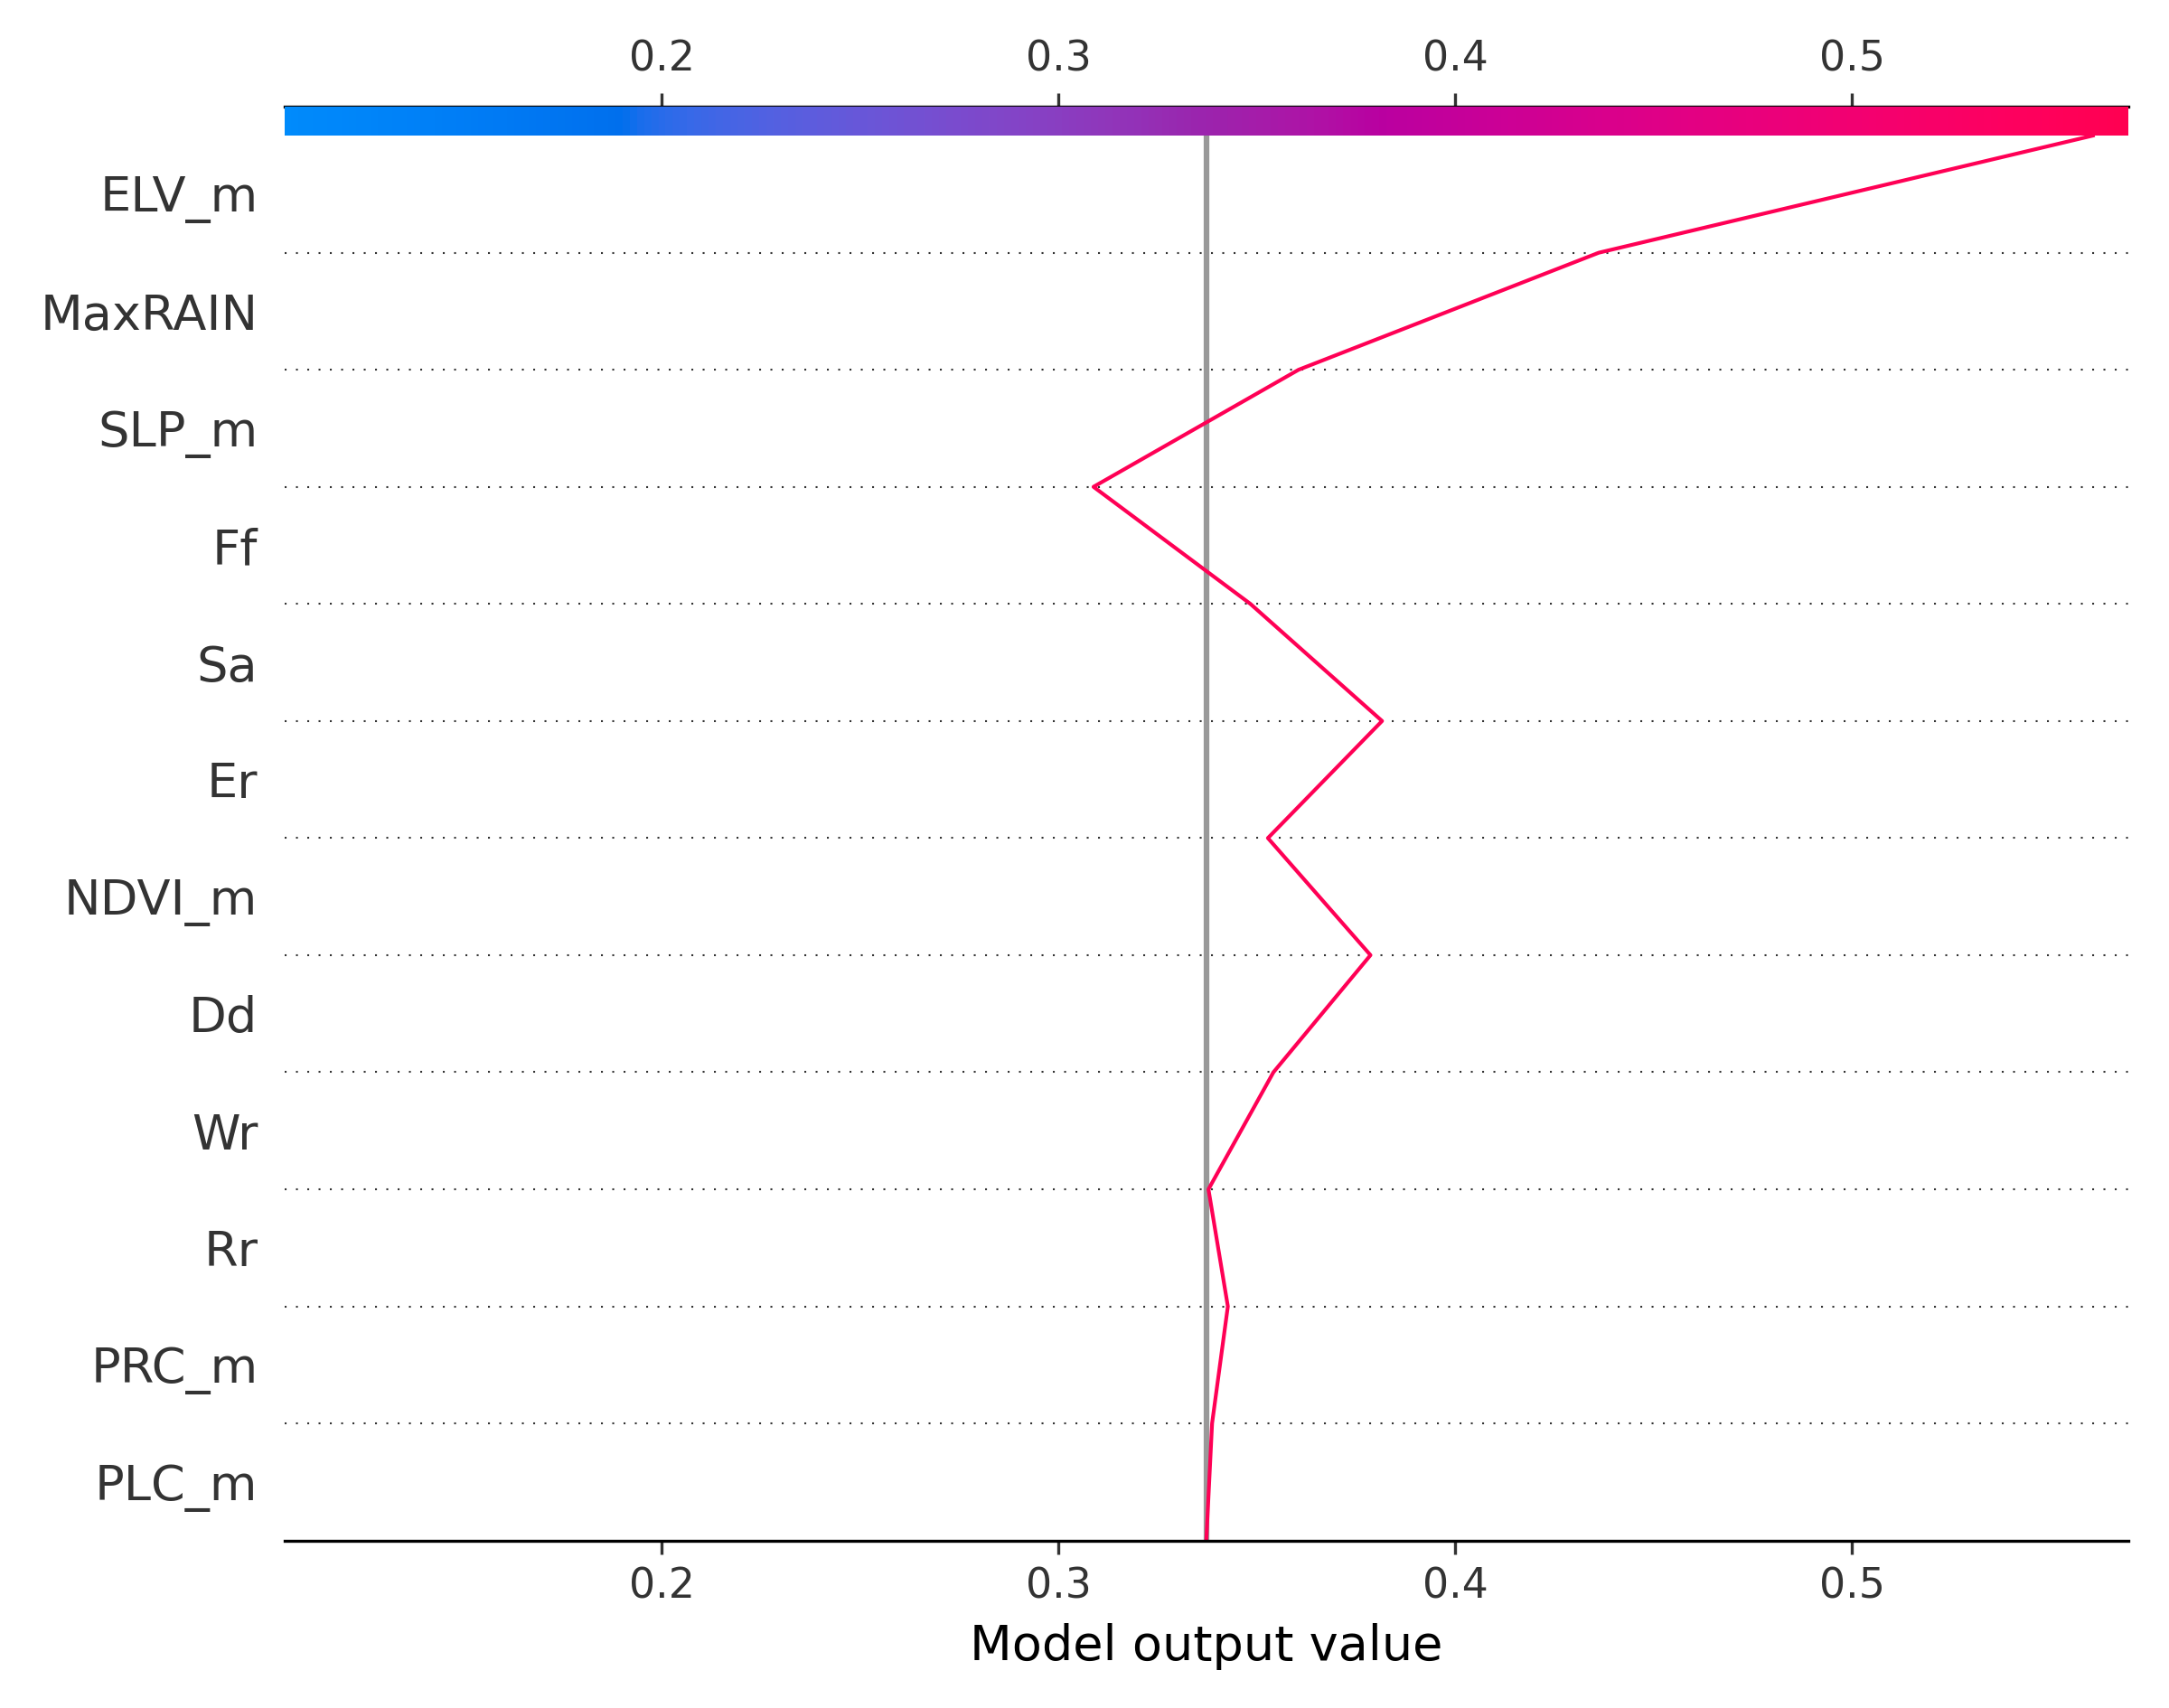 0.2 0.3 0.4 0.5
ELV_m
MaxRAIN
SLP_m
Ff
Sa
Er
NDVI_m
Dd
Wr
Rr
PRC_m
PLC_m
0.2 0.3 0.4 0.5
Model output value